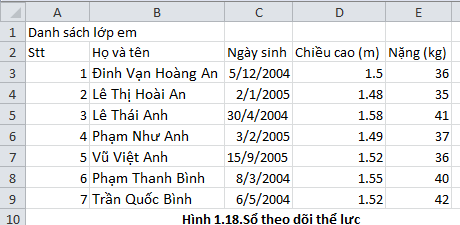 A B C D E
1 Danh sách lớp em
2 Stt Họ và tên Ngày sinh Chiều cao (m) Nặng (kg)
3 1 Đinh Vạn Hoàng An 5/12/2004 1.5 36
4 2 Lê Thị Hoài An 2/1/2005 1.48 35
5 3 Lê Thái Anh 30/4/2004 1.58 41
6 4 Phạm Như Anh 3/2/2005 1.49 37
7 5 Vũ Việt Anh 15/9/2005 1.52 36
8 6 Phạm Thanh Bình 8/3/2004 1.55 40
9 7 Trần Quốc Bình 6/5/2004 1.52 42
10 Hình 1.18.Sổ theo dõi thể lực